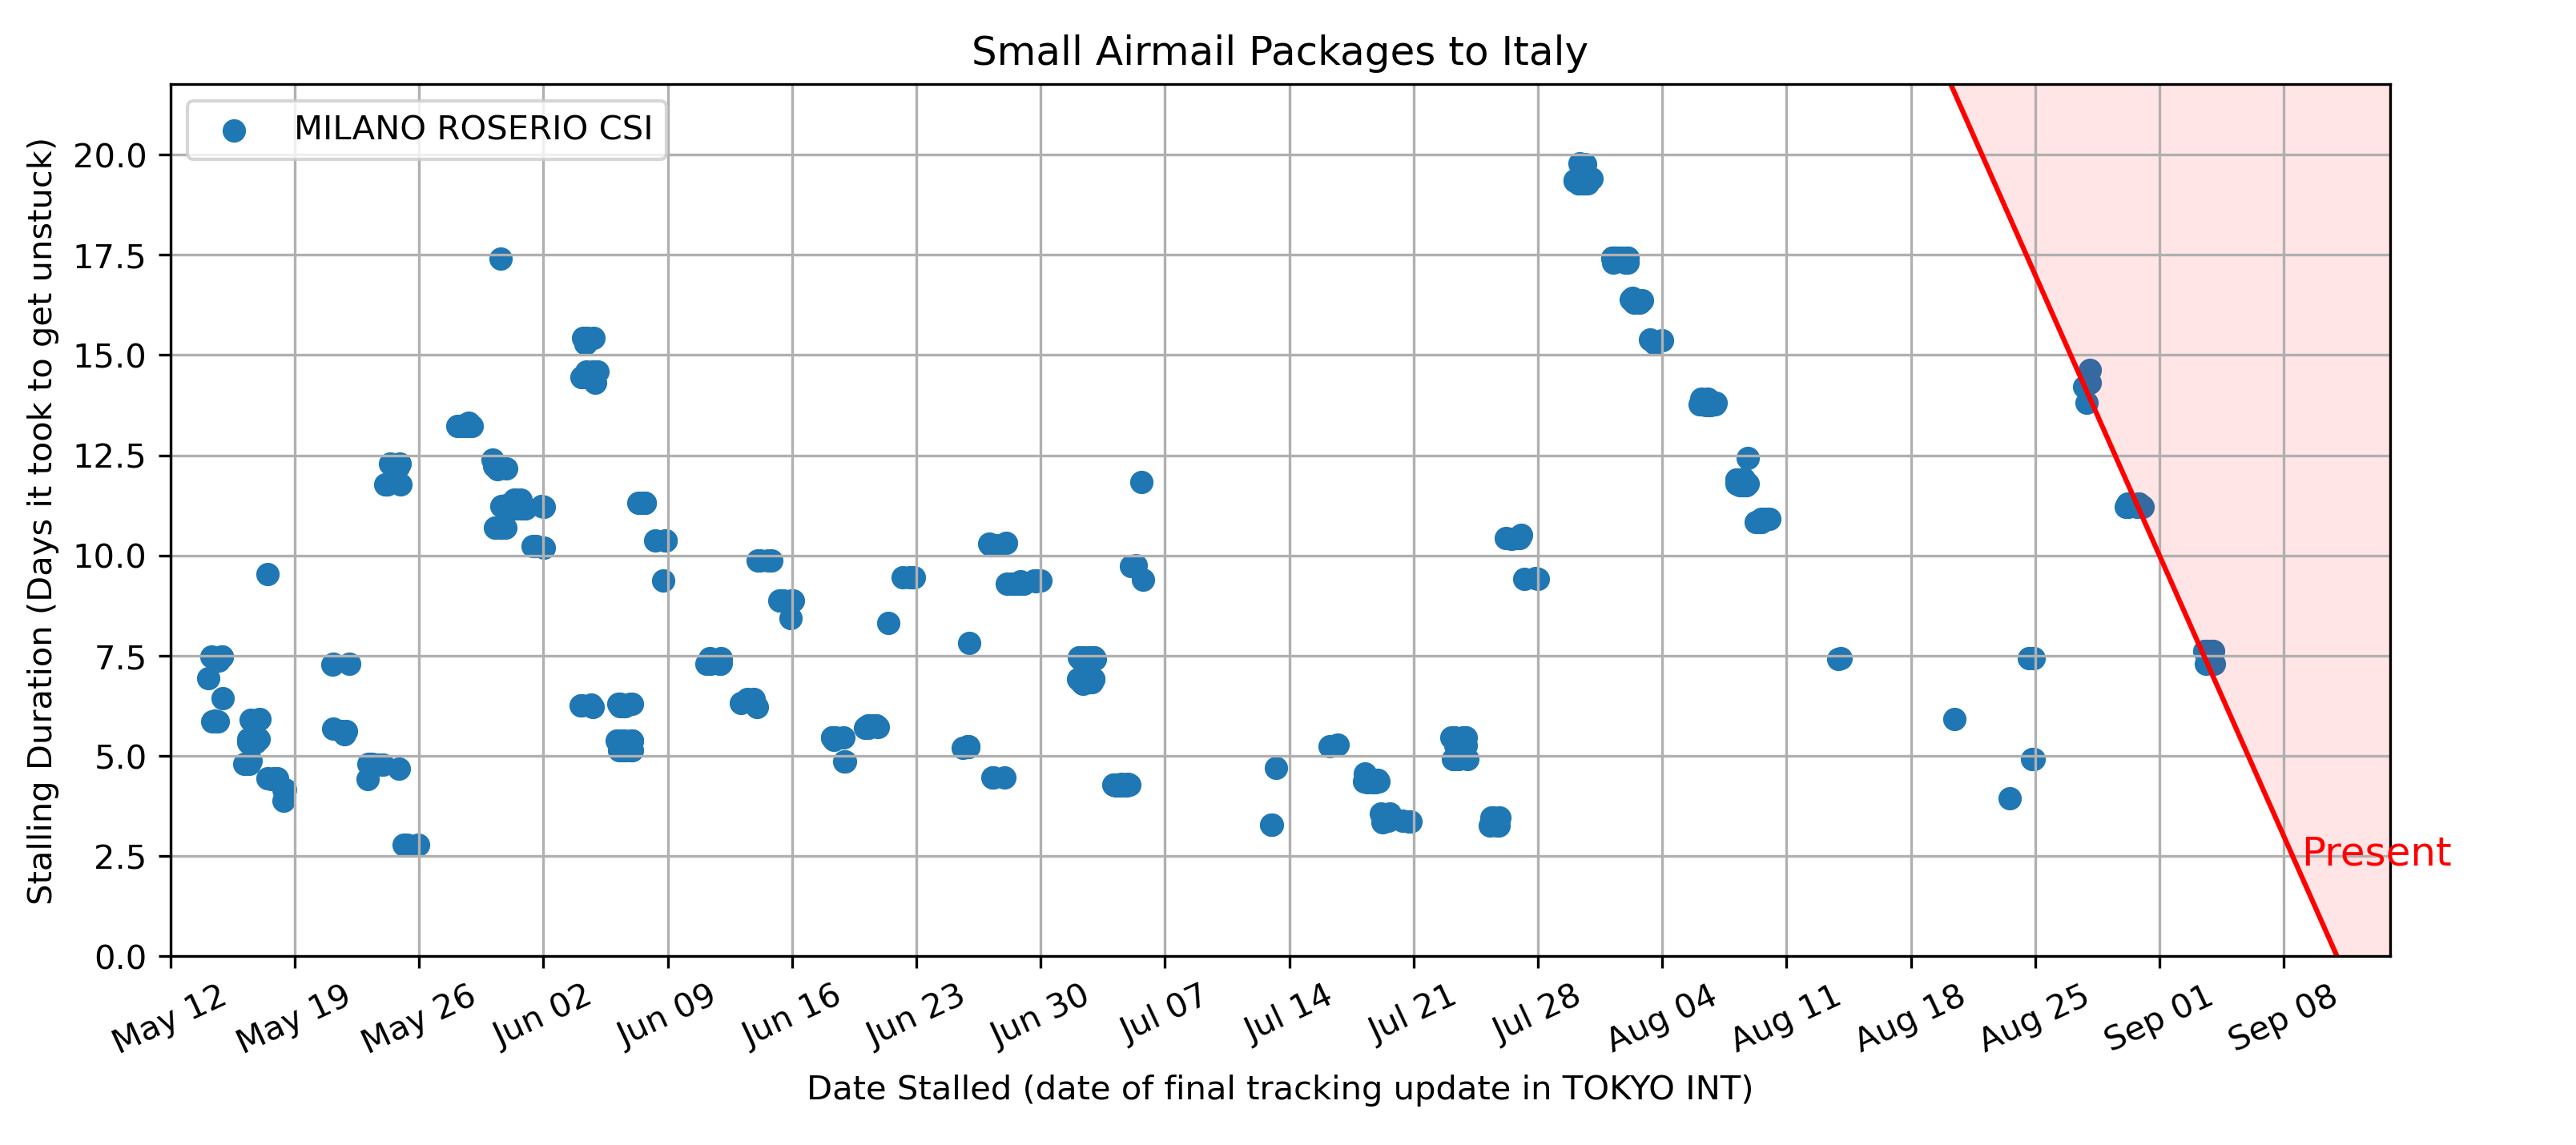 Small Airmail Packages to Italy
MILANO ROSERIO CSI
Stalling Duration (Days it took to get unstuck)
20.0
17.5
15.0
12.5
10.0
7.5
5.0
2.5
0.0
Present
May 12
May 19
May 26
Jun 02
Jun 09
Jun 16
Jun 23
Jun 30
Jul 07
Jul 14
Jul 21
Jul 28
Aug 04
Aug 11
Aug 18
Aug 25
Sep 01
Sep 08
Date Stalled (date of final tracking update in TOKYO INT)